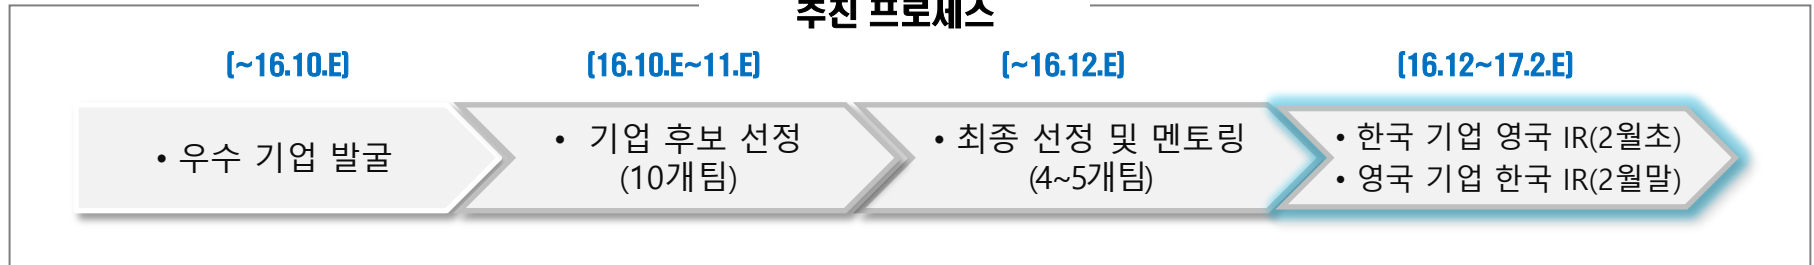 추진 프로세스
(~16.10.E)
(16.10.E~11.E)
(~16.12.E)
(16.12~17.2.E)
• 우수 기업 발굴
• 기업 후보 선정
(10개팀)
• 최종 선정 및 멘토링
(4~5개팀)
• 한국 기업 영국 IR(2월초)
• 영국 기업 한국 IR(2월말)